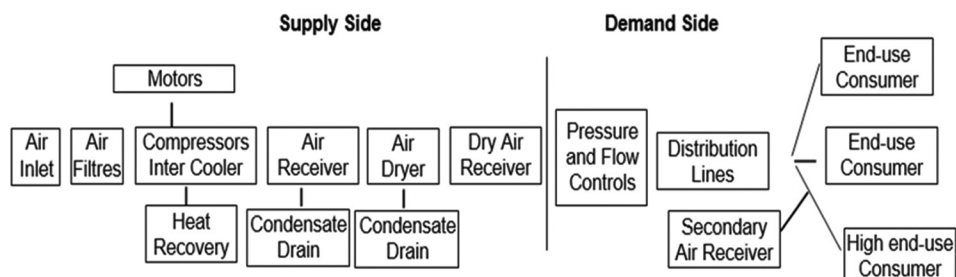 Supply Side
Demand Side
Motors
Air
Inlet
Air
Filtres
Compressors
Inter Cooler
Air
Receiver
Air
Dryer
Dry Air
Receiver
Heat
Recovery
Condensate
Drain
Condensate
Drain
Pressure
and Flow
Controls
Distribution
Lines
Secondary
Air Receiver
End-use
Consumer
End-use
Consumer
High end-use
Consumer